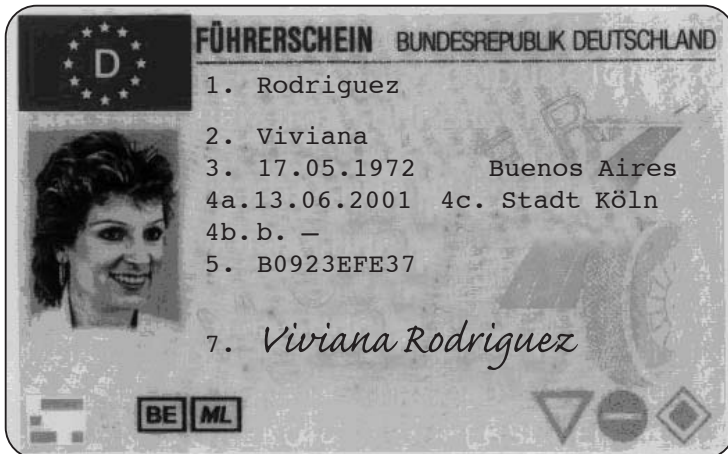 D
FÜHRERSCHEIN BUNDESREPUBLIK DEUTSCHLAND
1. Rodriguez
2. Viviana
3. 17.05.1972 Buenos Aires
4a.13.06.2001 4c. Stadt Köln
4b.b. –
5. B0923EFE37
7. Viviana Rodriguez
BE ML